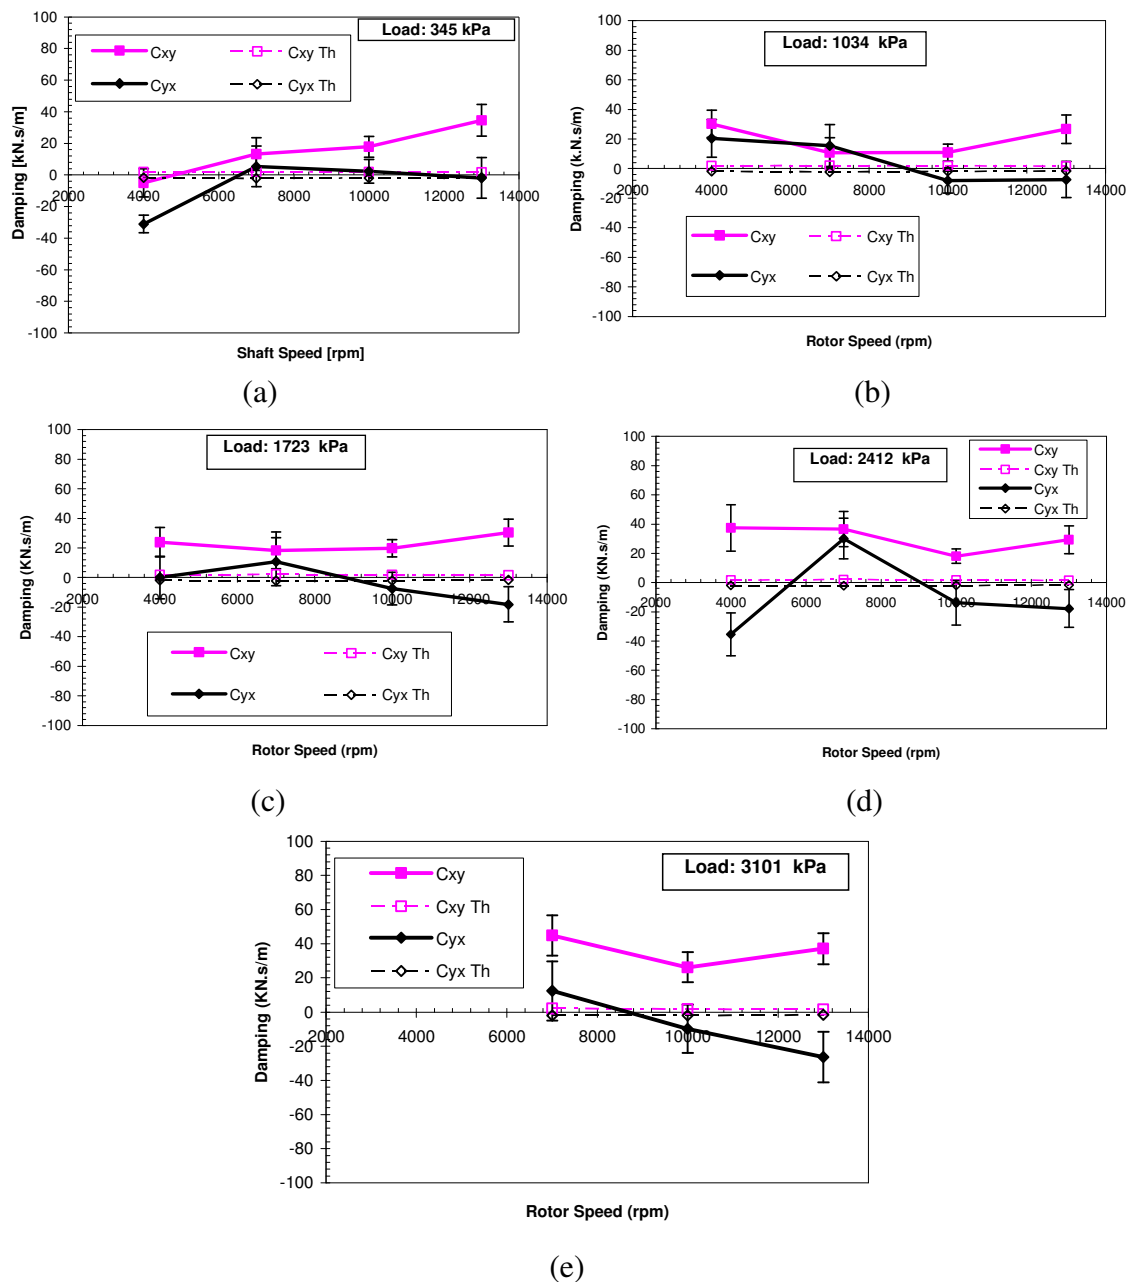 Load: 345 kPa
Cxy
Cxy Th
Cyx
Cyx Th
100
80
60
40
20
0
-20
-40
-60
-80
-100
2000 4000 6000 8000 10000 12000 14000
Damping [kN.s/m]
Shaft Speed [rpm]
(a)
Load: 1034 kPa
100
80
60
40
20
0
-20
-40
-60
-80
-100
2000 4000 6000 8000 10000 12000 14000
Damping (k.N.s/m)
Cxy
Cxy Th
Cyx
Cyx Th
Rotor Speed (rpm)
(b)
Load: 1723 kPa
100
80
60
40
20
0
-20
-40
-60
-80
-100
2000 4000 6000 8000 10000 12000 14000
Damping (KN.s/m)
Cxy
Cxy Th
Cyx
Cyx Th
Rotor Speed (rpm)
(c)
Load: 2412 kPa
Cxy
Cxy Th
Cyx
Cyx Th
100
80
60
40
20
0
-20
-40
-60
-80
-100
2000 4000 6000 8000 10000 12000 14000
Damping (KN.s/m)
Rotor Speed (rpm)
(d)
Load: 3101 kPa
Cxy
Cxy Th
Cyx
Cyx Th
100
80
60
40
20
0
-20
-40
-60
-80
-100
2000 4000 6000 8000 10000 12000 14000
Damping (KN.s/m)
Rotor Speed (rpm)
(e)